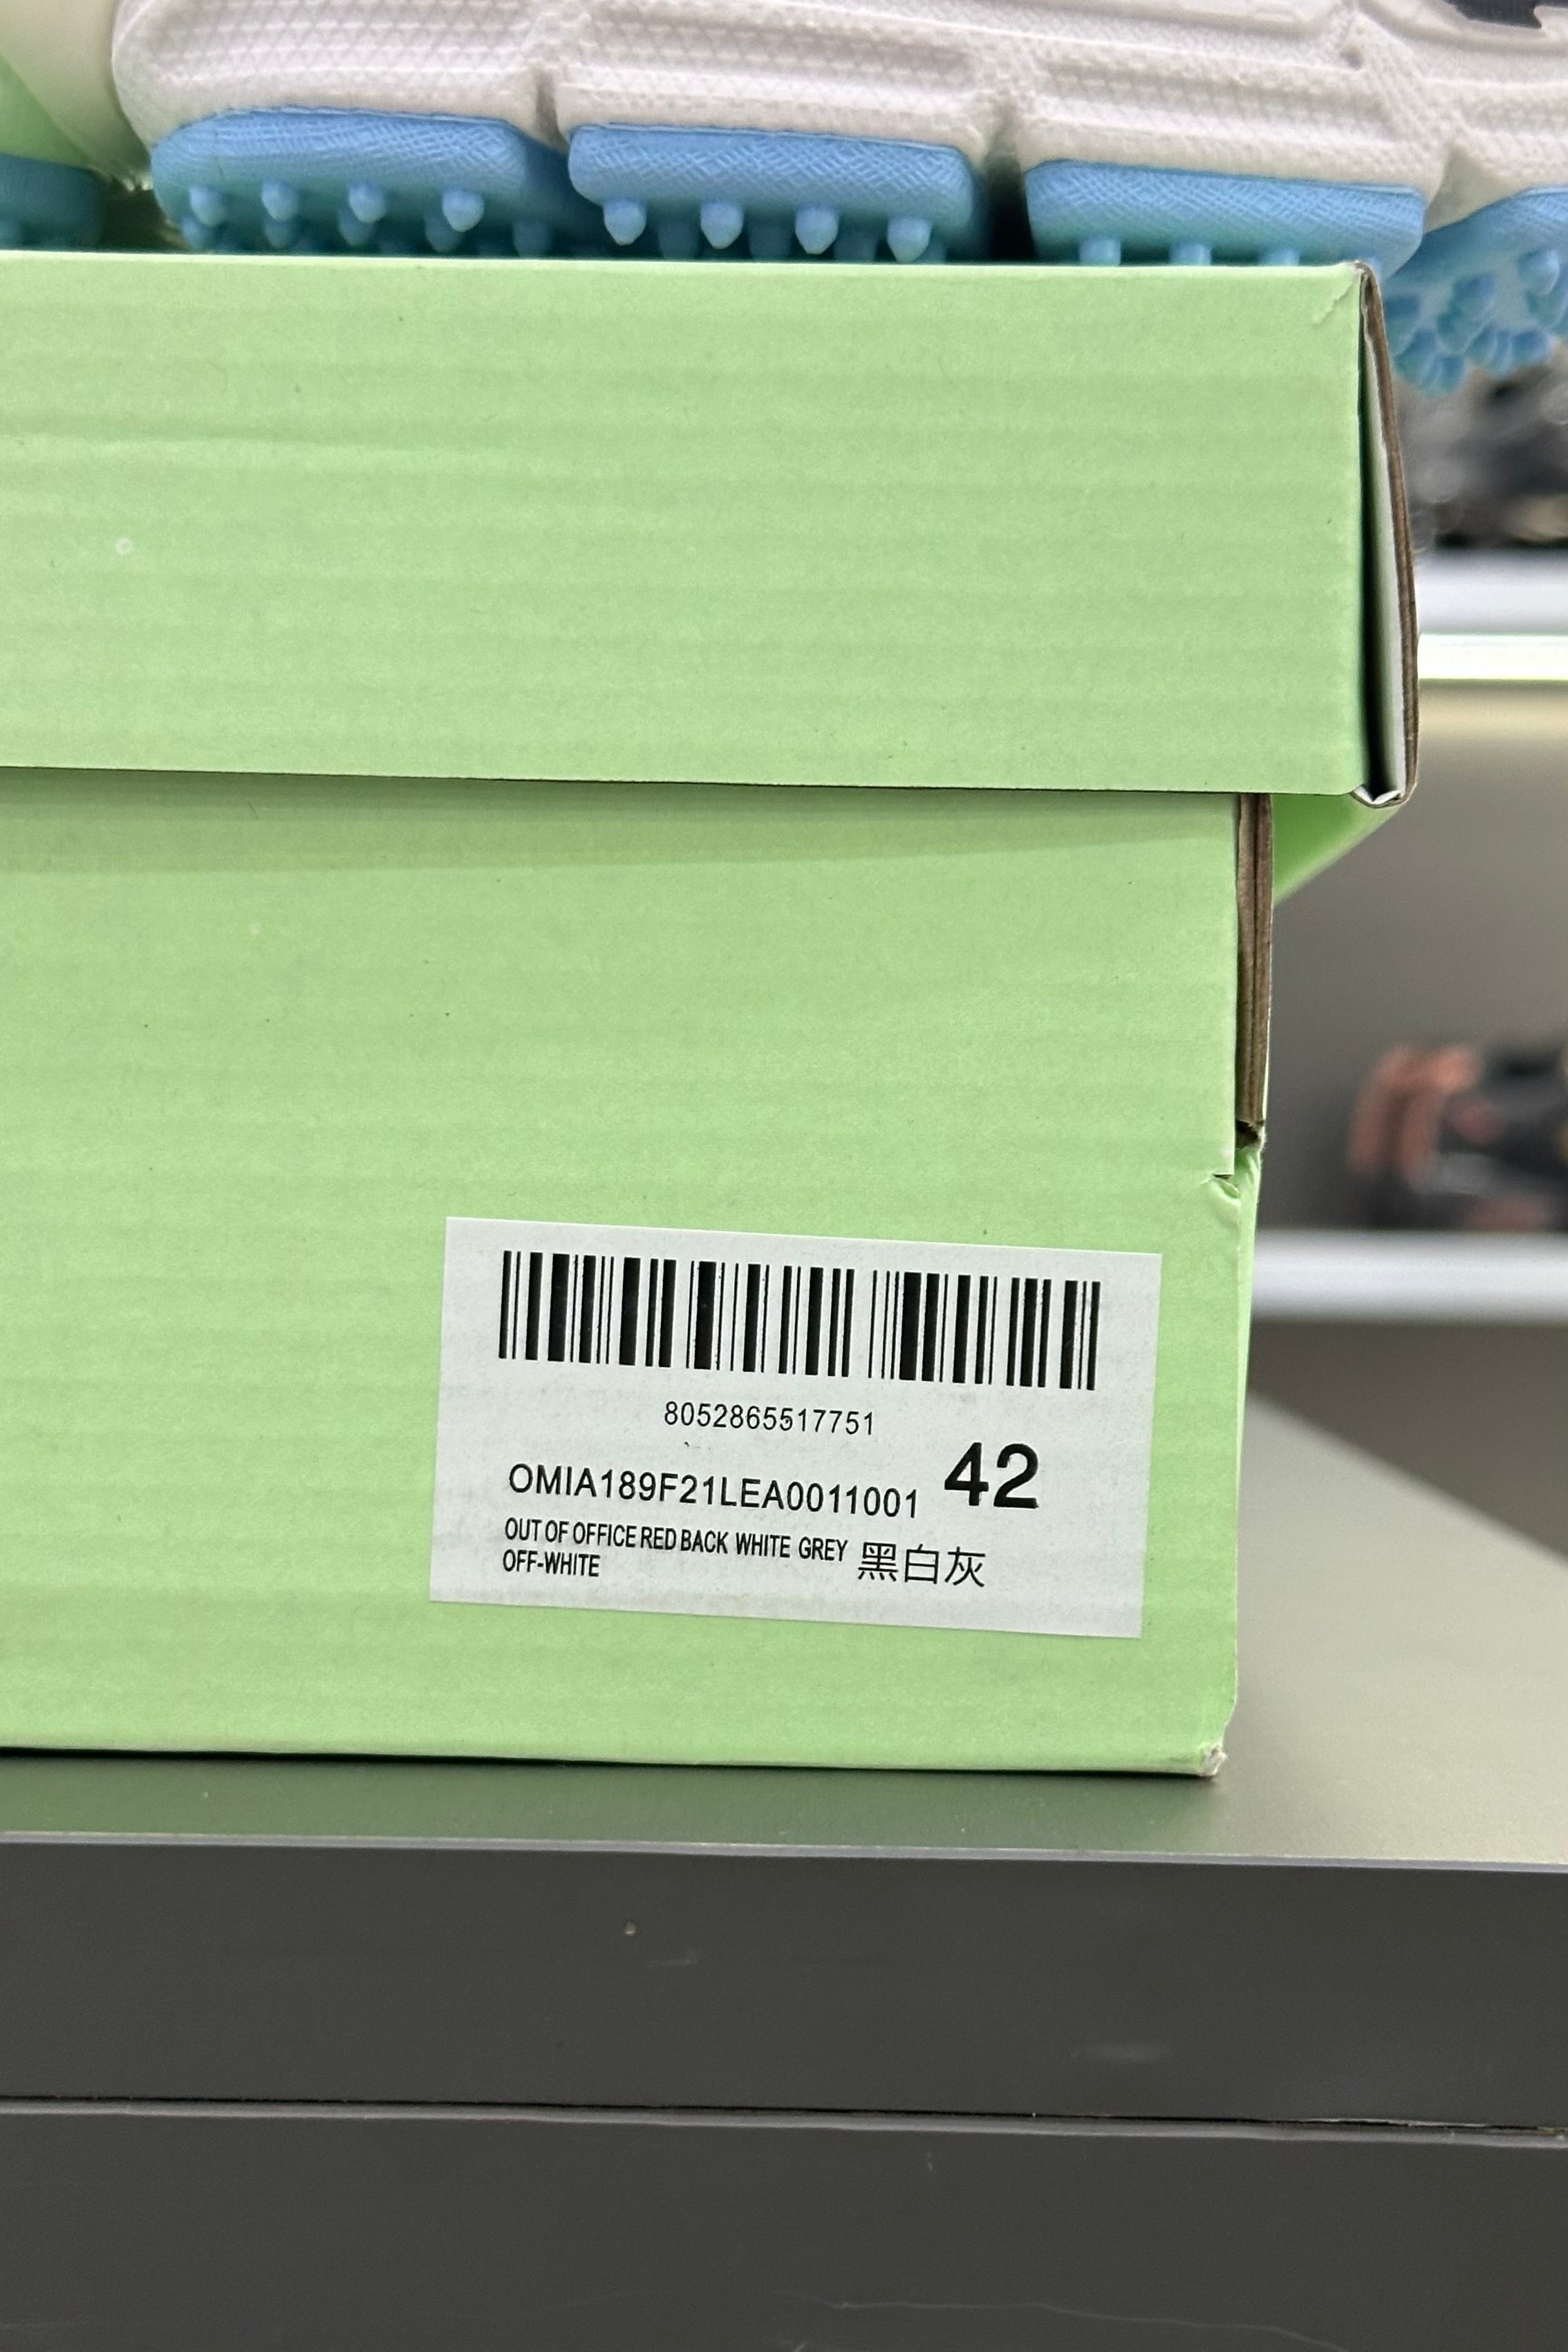 8052865517751
OMIA189F21LEA0011001 42
OUT OF OFFICE RED BACK WHITE GREY 黑白灰
OFF-WHITE